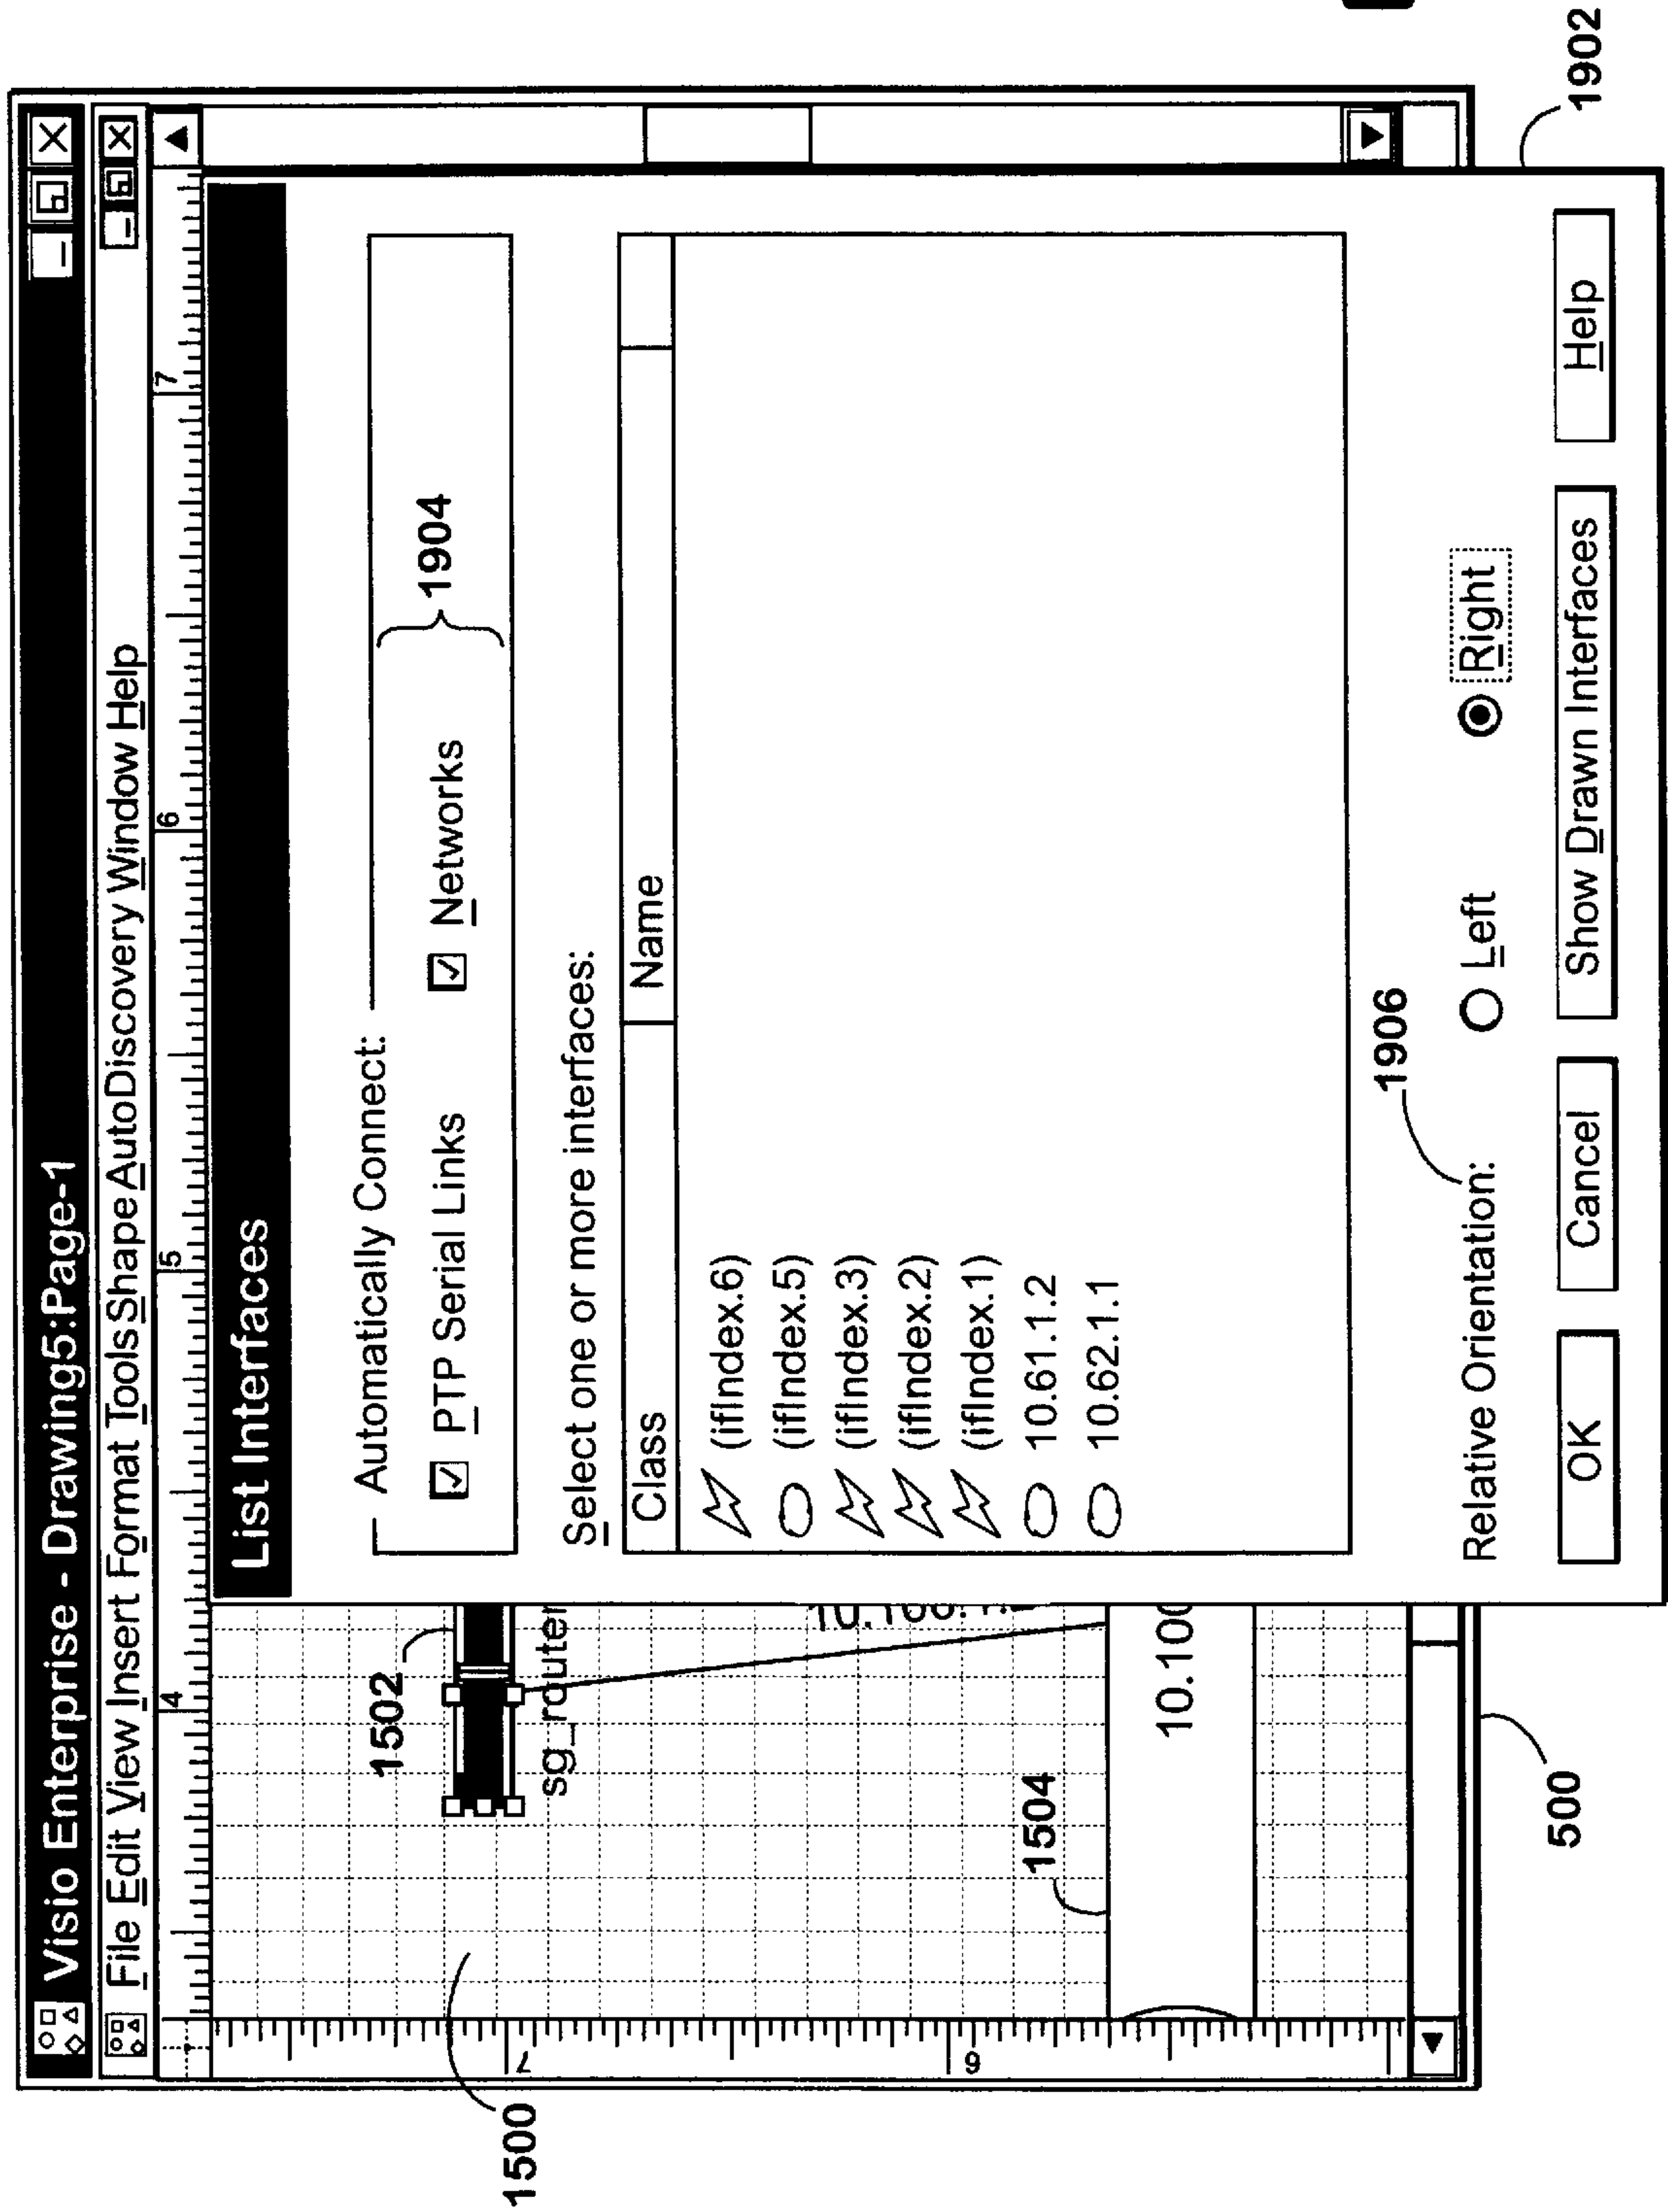 Visio Enterprise - Drawing5:Page-1
File Edit View Insert Format Tools Shape AutoDiscovery Window Help
4 5 6 7
List Interfaces
1502
Automatically Connect:
PTP Serial Links Networks
1904
1500
7
sg_router
Select one or more interfaces:
Class Name
(ifIndex.6)
(ifIndex.5)
(ifIndex.3)
(ifIndex.2)
(ifIndex.1)
10.61.1.2
10.62.1.1
6
1504
10.100
1906
Relative Orientation: Left Right
OK Cancel Show Drawn Interfaces Help
500
1902